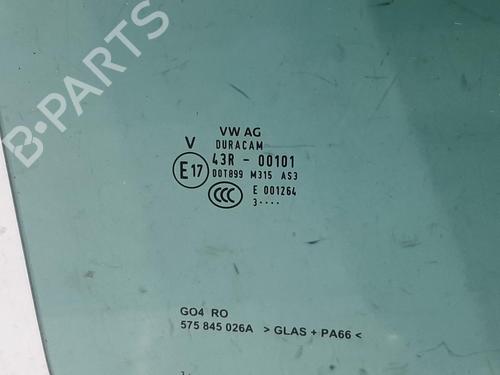 B-PARTS
VW AG
V DURACAM
E17 43R - 00101
DOT899 M315 AS3
CCC E 001264
3····
GO4 RO
575 845 026A > GLAS + PA66 <